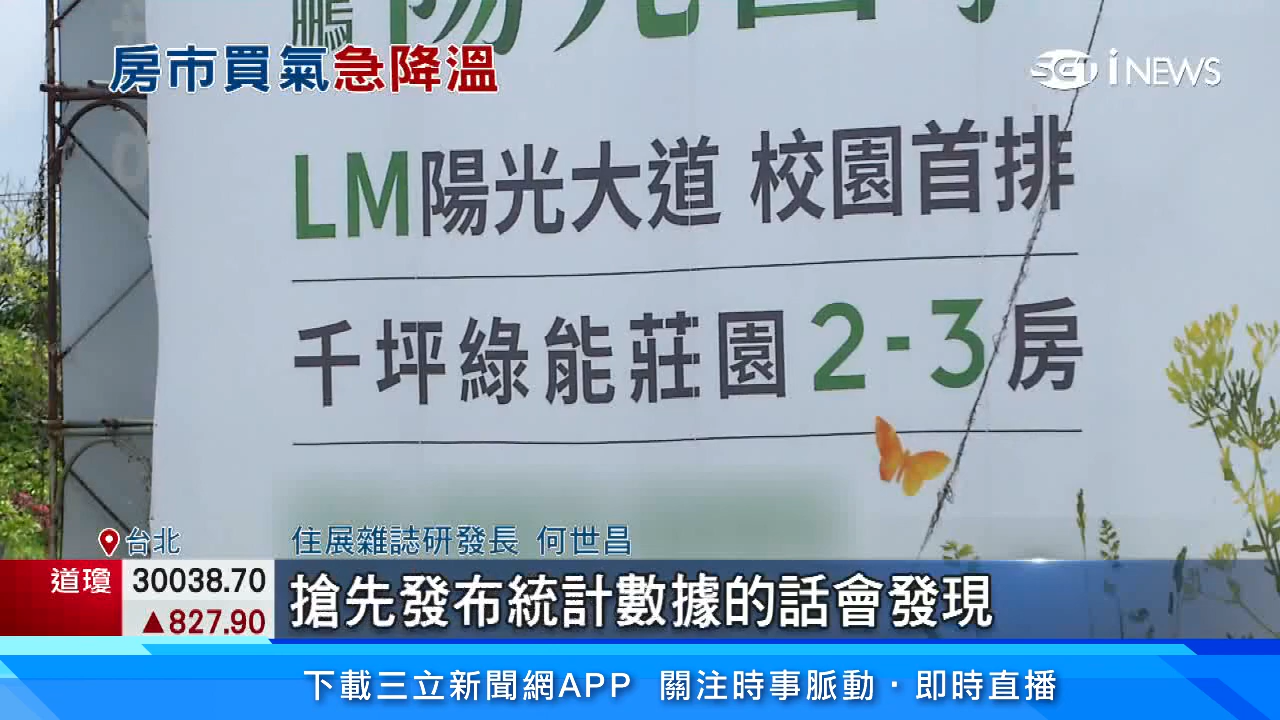 鵬陽光
房市買氣急降溫
SET iNEWS
LM陽光大道 校園首排
千坪綠能莊園2-3房
台北
住展雜誌研發長 何世昌
道瓊 30038.70
▲827.90
搶先發布統計數據的話會發現
下載三立新聞網APP 關注時事脈動・即時直播